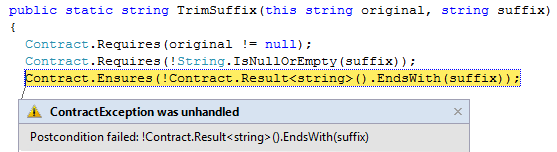 public static string TrimSuffix(this string original, string suffix)
{
Contract.Requires(original != null);
Contract.Requires(!String.IsNullOrEmpty(suffix));
Contract.Ensures(!Contract.Result<string>().EndsWith(suffix));
ContractException was unhandled
Postcondition failed: !Contract.Result<string>().EndsWith(suffix)